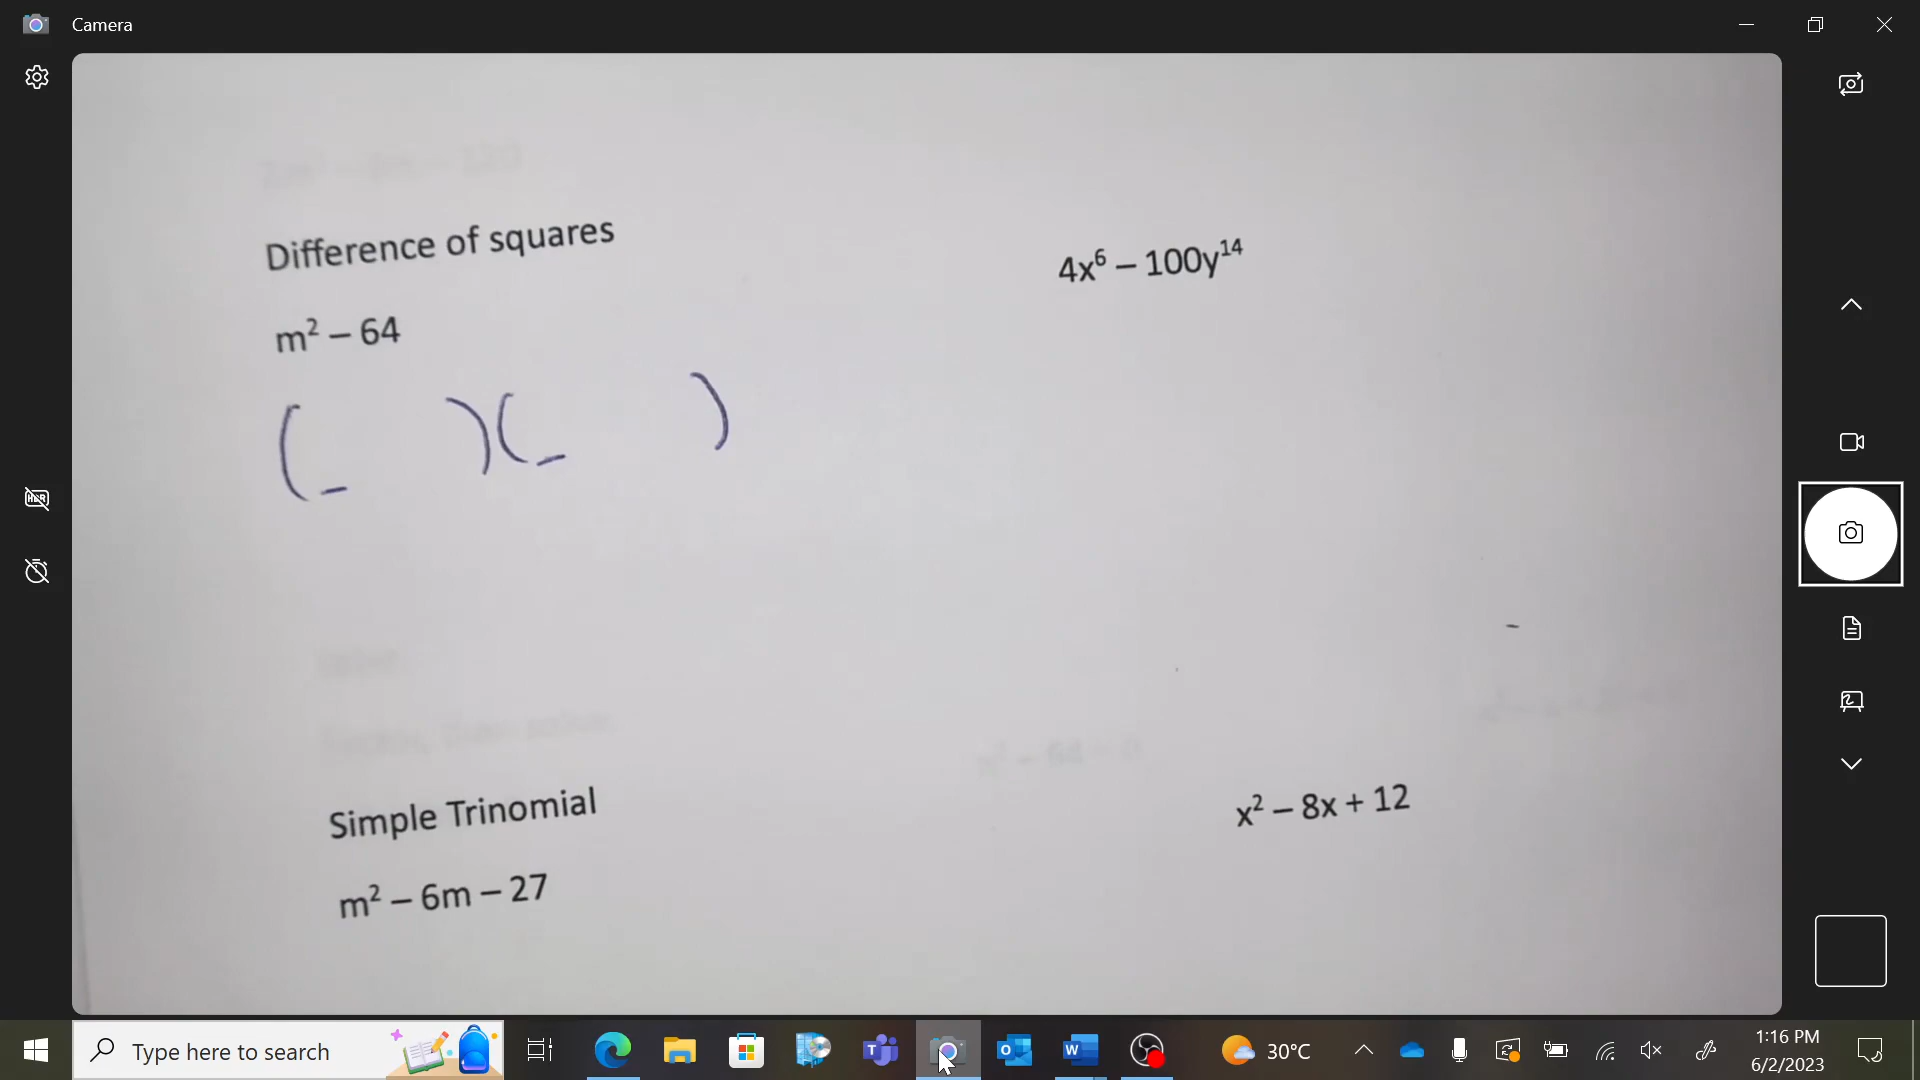 Camera
Difference of squares
4x⁶ – 100y¹⁴
m² – 64
(_ )(_ )
Simple Trinomial
x² – 8x + 12
m² – 6m – 27
Type here to search
30°C
1:16 PM
6/2/2023